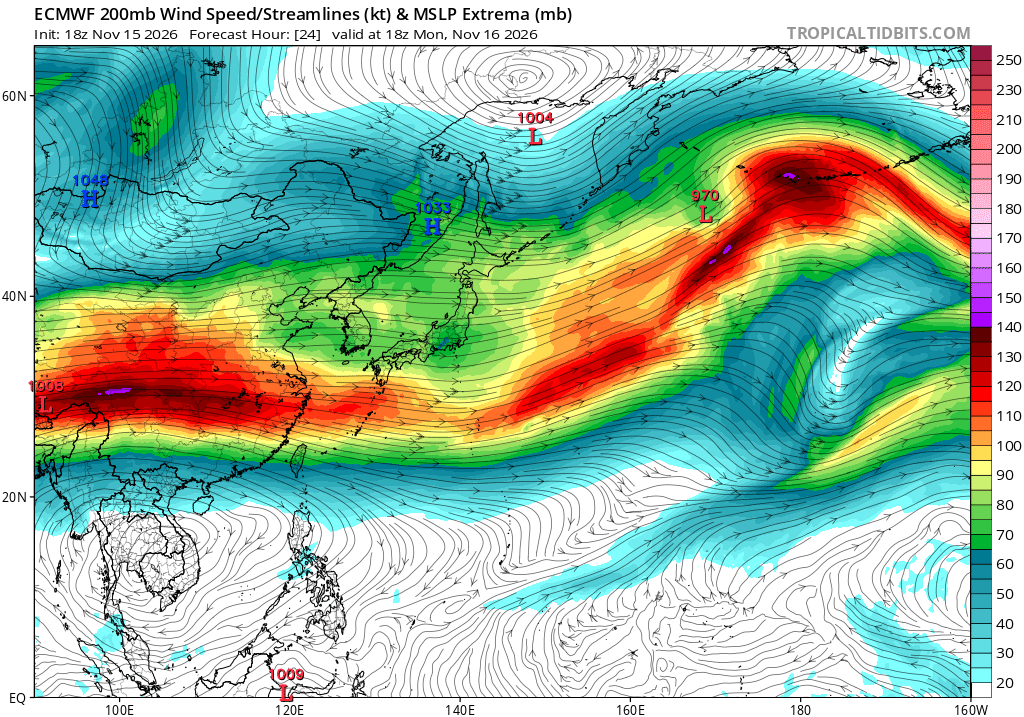 ECMWF 200mb Wind Speed/Streamlines (kt) & MSLP Extrema (mb)
Init: 18z Nov 15 2026 Forecast Hour: [24] valid at 18z Mon, Nov 16 2026
TROPICALTIDBITS.COM
250
230
210
200
190
180
170
160
150
140
130
120
110
100
90
80
70
60
50
40
30
20
60N
40N
20N
EQ
1004
L
1048
H
1033
H
970
L
1008
L
1009
L
100E
120E
140E
160E
180
160W